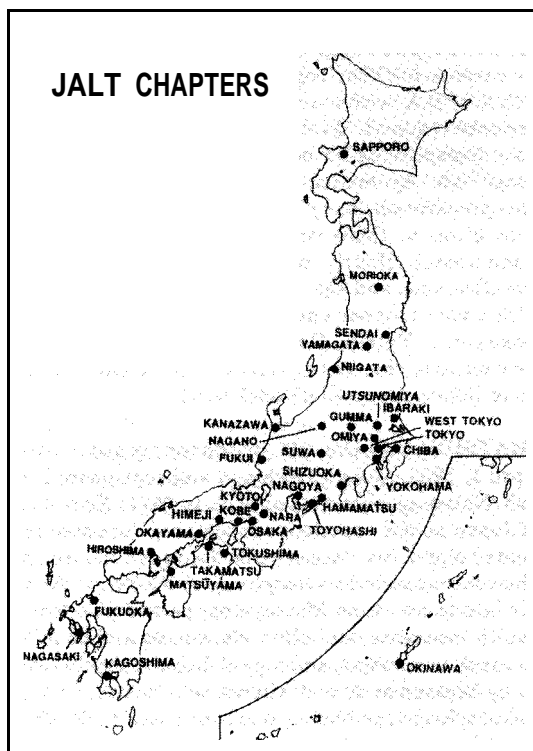 JALT CHAPTERS
SAPPORO
MORIOKA
SENDAI
YAMAGATA
NIIGATA
UTSUNOMIYA
IBARAKI
GUMMA
WEST TOKYO
KANAZAWA
OMIYA
TOKYO
NAGANO
CHIBA
SUWA
FUKUI
SHIZUOKA
YOKOHAMA
NAGOYA
KYOTO
HAMAMATSU
HIMEJI
KOBE
NARA
TOYOHASHI
OKAYAMA
OSAKA
HIROSHIMA
TOKUSHIMA
TAKAMATSU
MATSUYAMA
FUKUOKA
NAGASAKI
KAGOSHIMA
OKINAWA